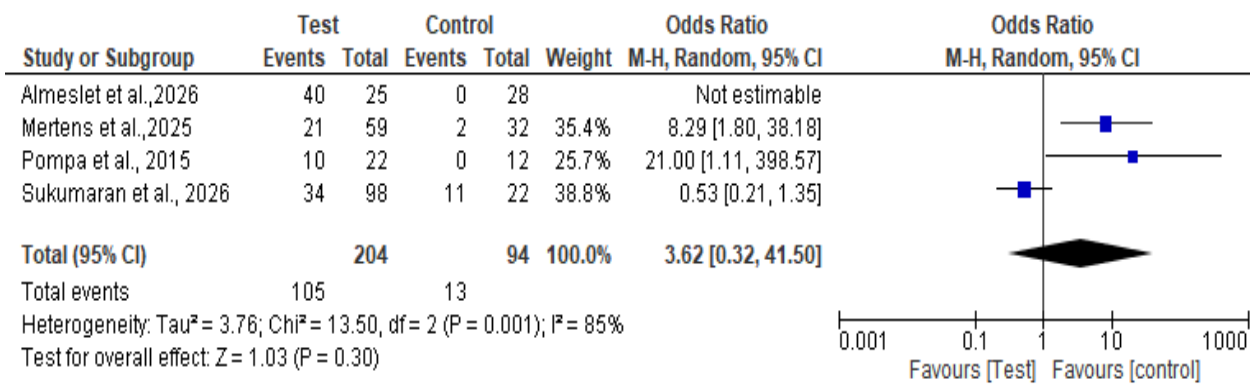 Test Control Odds Ratio Odds Ratio
Study or Subgroup Events Total Events Total Weight M-H, Random, 95% CI M-H, Random, 95% CI
Almeslet et al.,2026 40 25 0 28 Not estimable
Mertens et al.,2025 21 59 2 32 35.4% 8.29 [1.80, 38.18]
Pompa et al., 2015 10 22 0 12 25.7% 21.00 [1.11, 398.57]
Sukumaran et al., 2026 34 98 11 22 38.8% 0.53 [0.21, 1.35]
Total (95% CI) 204 94 100.0% 3.62 [0.32, 41.50]
Total events 105 13
Heterogeneity: Tau² = 3.76; Chi² = 13.50, df = 2 (P = 0.001); I² = 85%
Test for overall effect: Z = 1.03 (P = 0.30)
0.001 0.1 1 10 1000
Favours [Test] Favours [control]